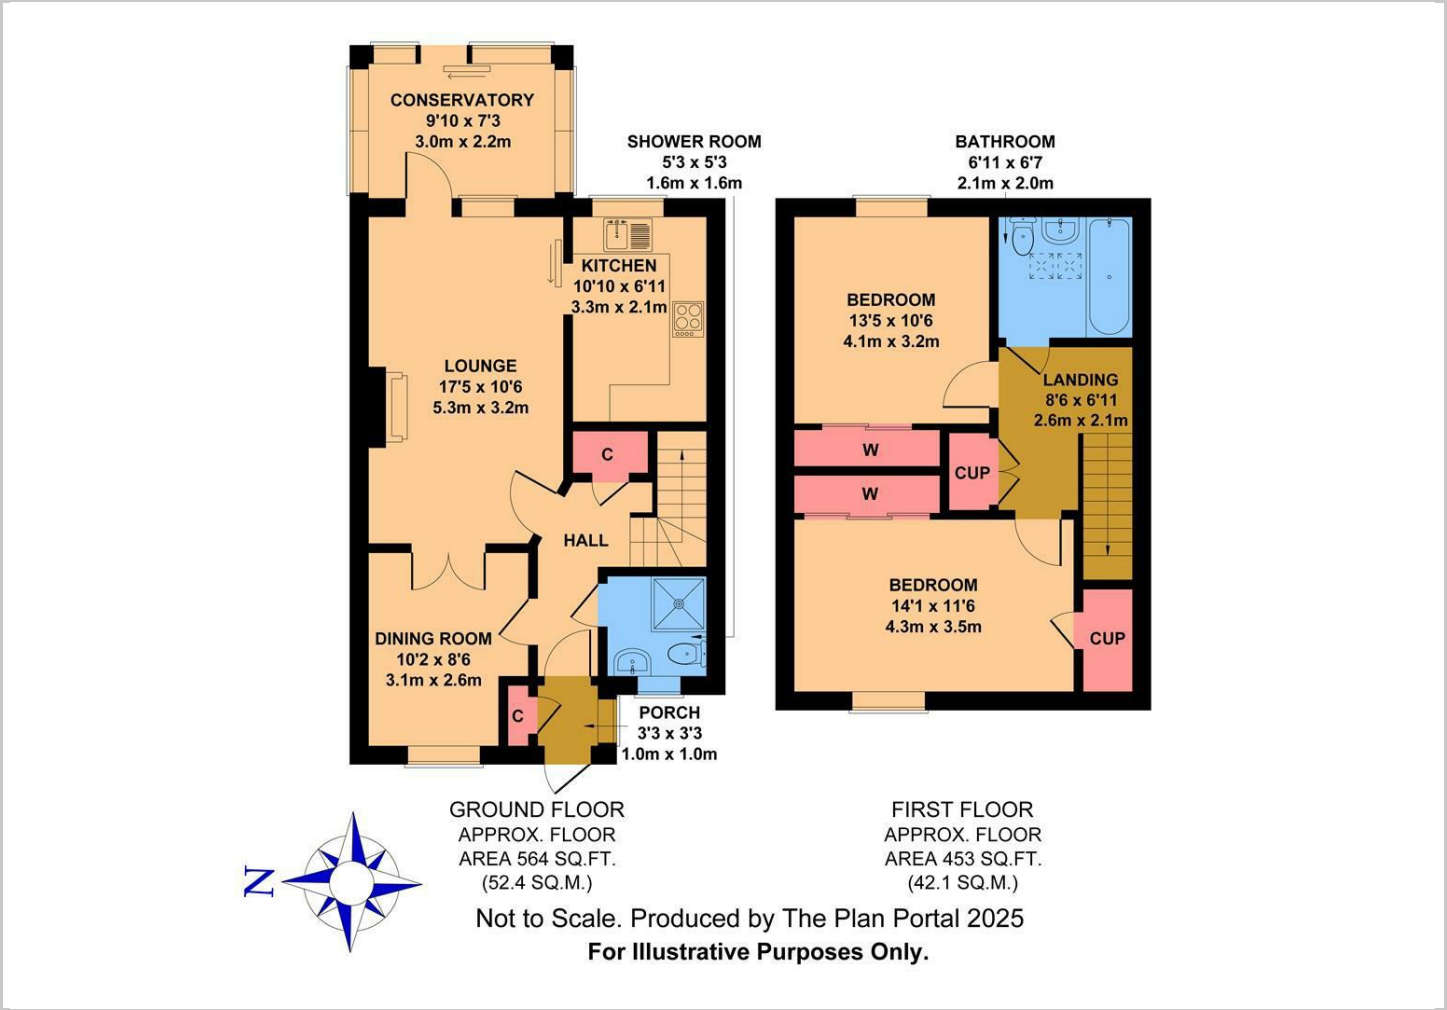 CONSERVATORY
9'10 x 7'3
3.0m x 2.2m
SHOWER ROOM
5'3 x 5'3
1.6m x 1.6m
KITCHEN
10'10 x 6'11
3.3m x 2.1m
LOUNGE
17'5 x 10'6
5.3m x 3.2m
C
HALL
DINING ROOM
10'2 x 8'6
3.1m x 2.6m
C
PORCH
3'3 x 3'3
1.0m x 1.0m
BATHROOM
6'11 x 6'7
2.1m x 2.0m
BEDROOM
13'5 x 10'6
4.1m x 3.2m
LANDING
8'6 x 6'11
2.6m x 2.1m
W
CUP
W
BEDROOM
14'1 x 11'6
4.3m x 3.5m
CUP
GROUND FLOOR
APPROX. FLOOR
AREA 564 SQ.FT.
(52.4 SQ.M.)
FIRST FLOOR
APPROX. FLOOR
AREA 453 SQ.FT.
(42.1 SQ.M.)
N
Not to Scale. Produced by The Plan Portal 2025
For Illustrative Purposes Only.